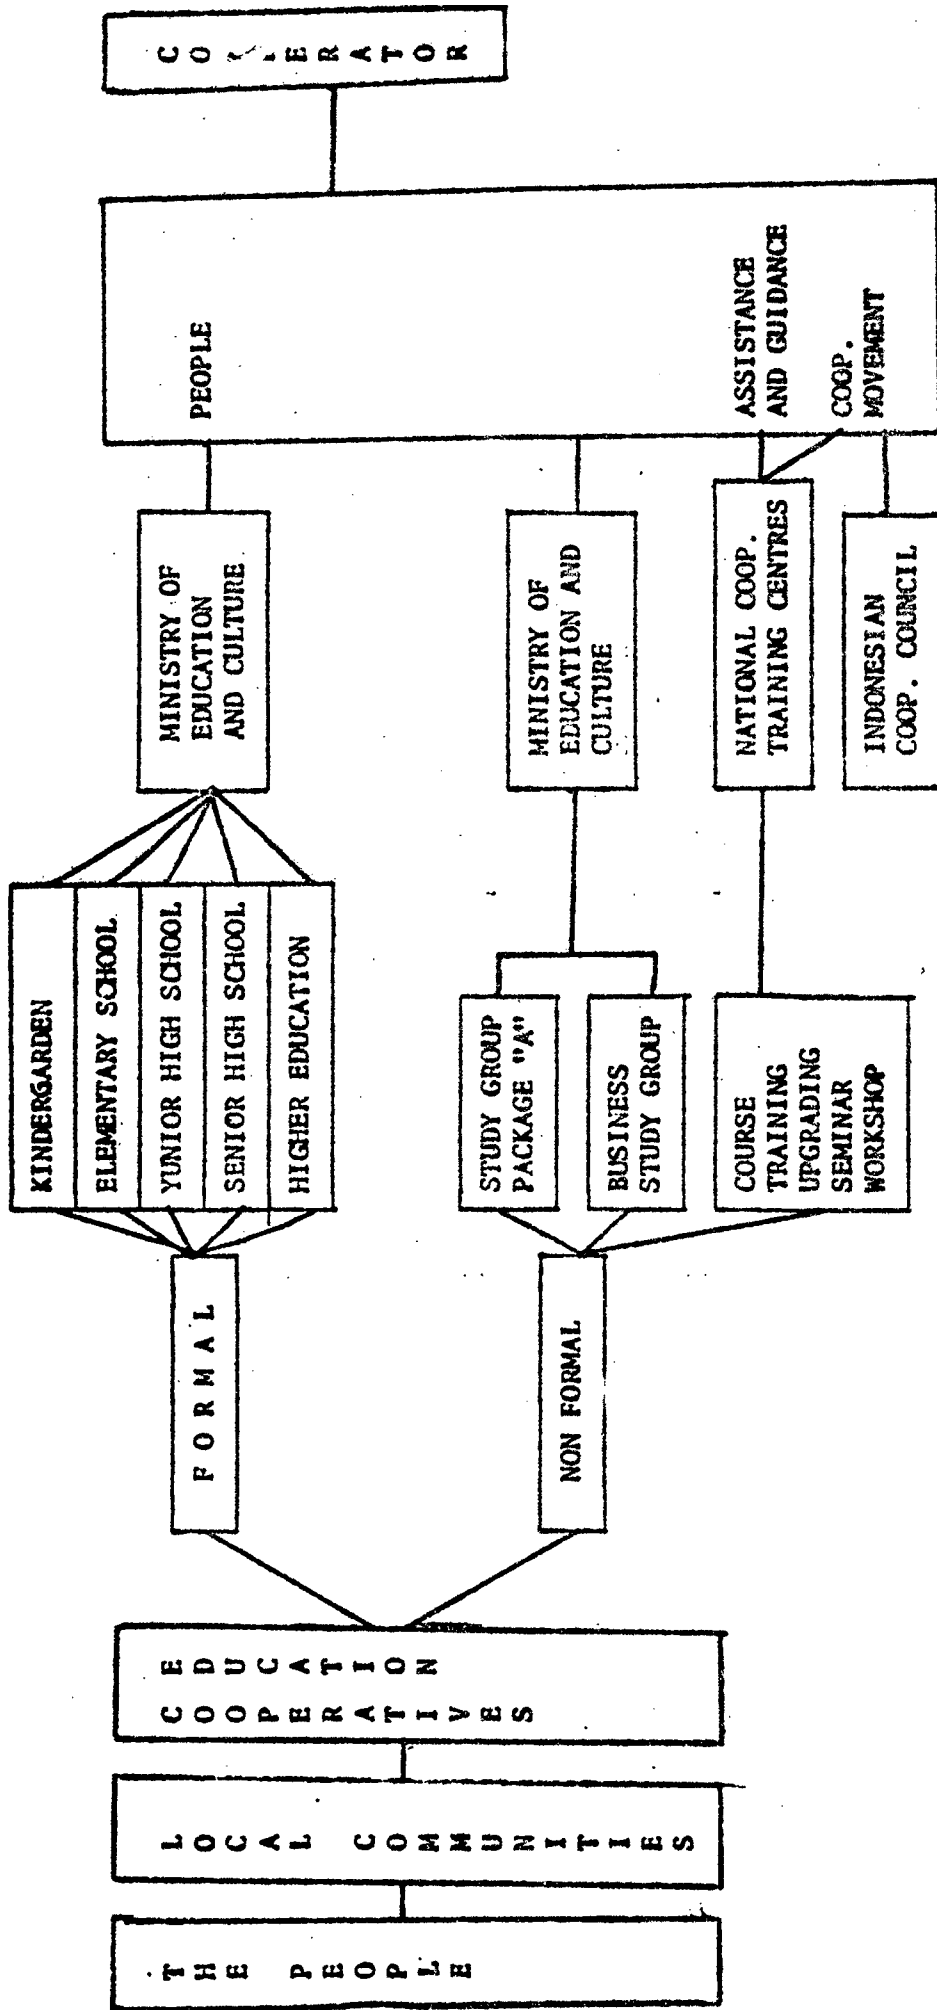 THE PEOPLE
LOCAL COMMUNITIES
COOPERATIVES
EDUCATION
FORMAL
KINDERGARDEN
ELEMENTARY SCHOOL
YUNIOR HIGH SCHOOL
SENIOR HIGH SCHOOL
HIGHER EDUCATION
MINISTRY OF
EDUCATION
AND CULTURE
PEOPLE
NON FORMAL
STUDY GROUP
PACKAGE "A"
BUSINESS
STUDY GROUP
MINISTRY OF
EDUCATION AND
CULTURE
COURSE
TRAINING
UPGRADING
SEMINAR
WORKSHOP
NATIONAL COOP.
TRAINING CENTRES
ASSISTANCE
AND GUIDANCE
INDONESIAN
COOP. COUNCIL
COOP.
MOVEMENT